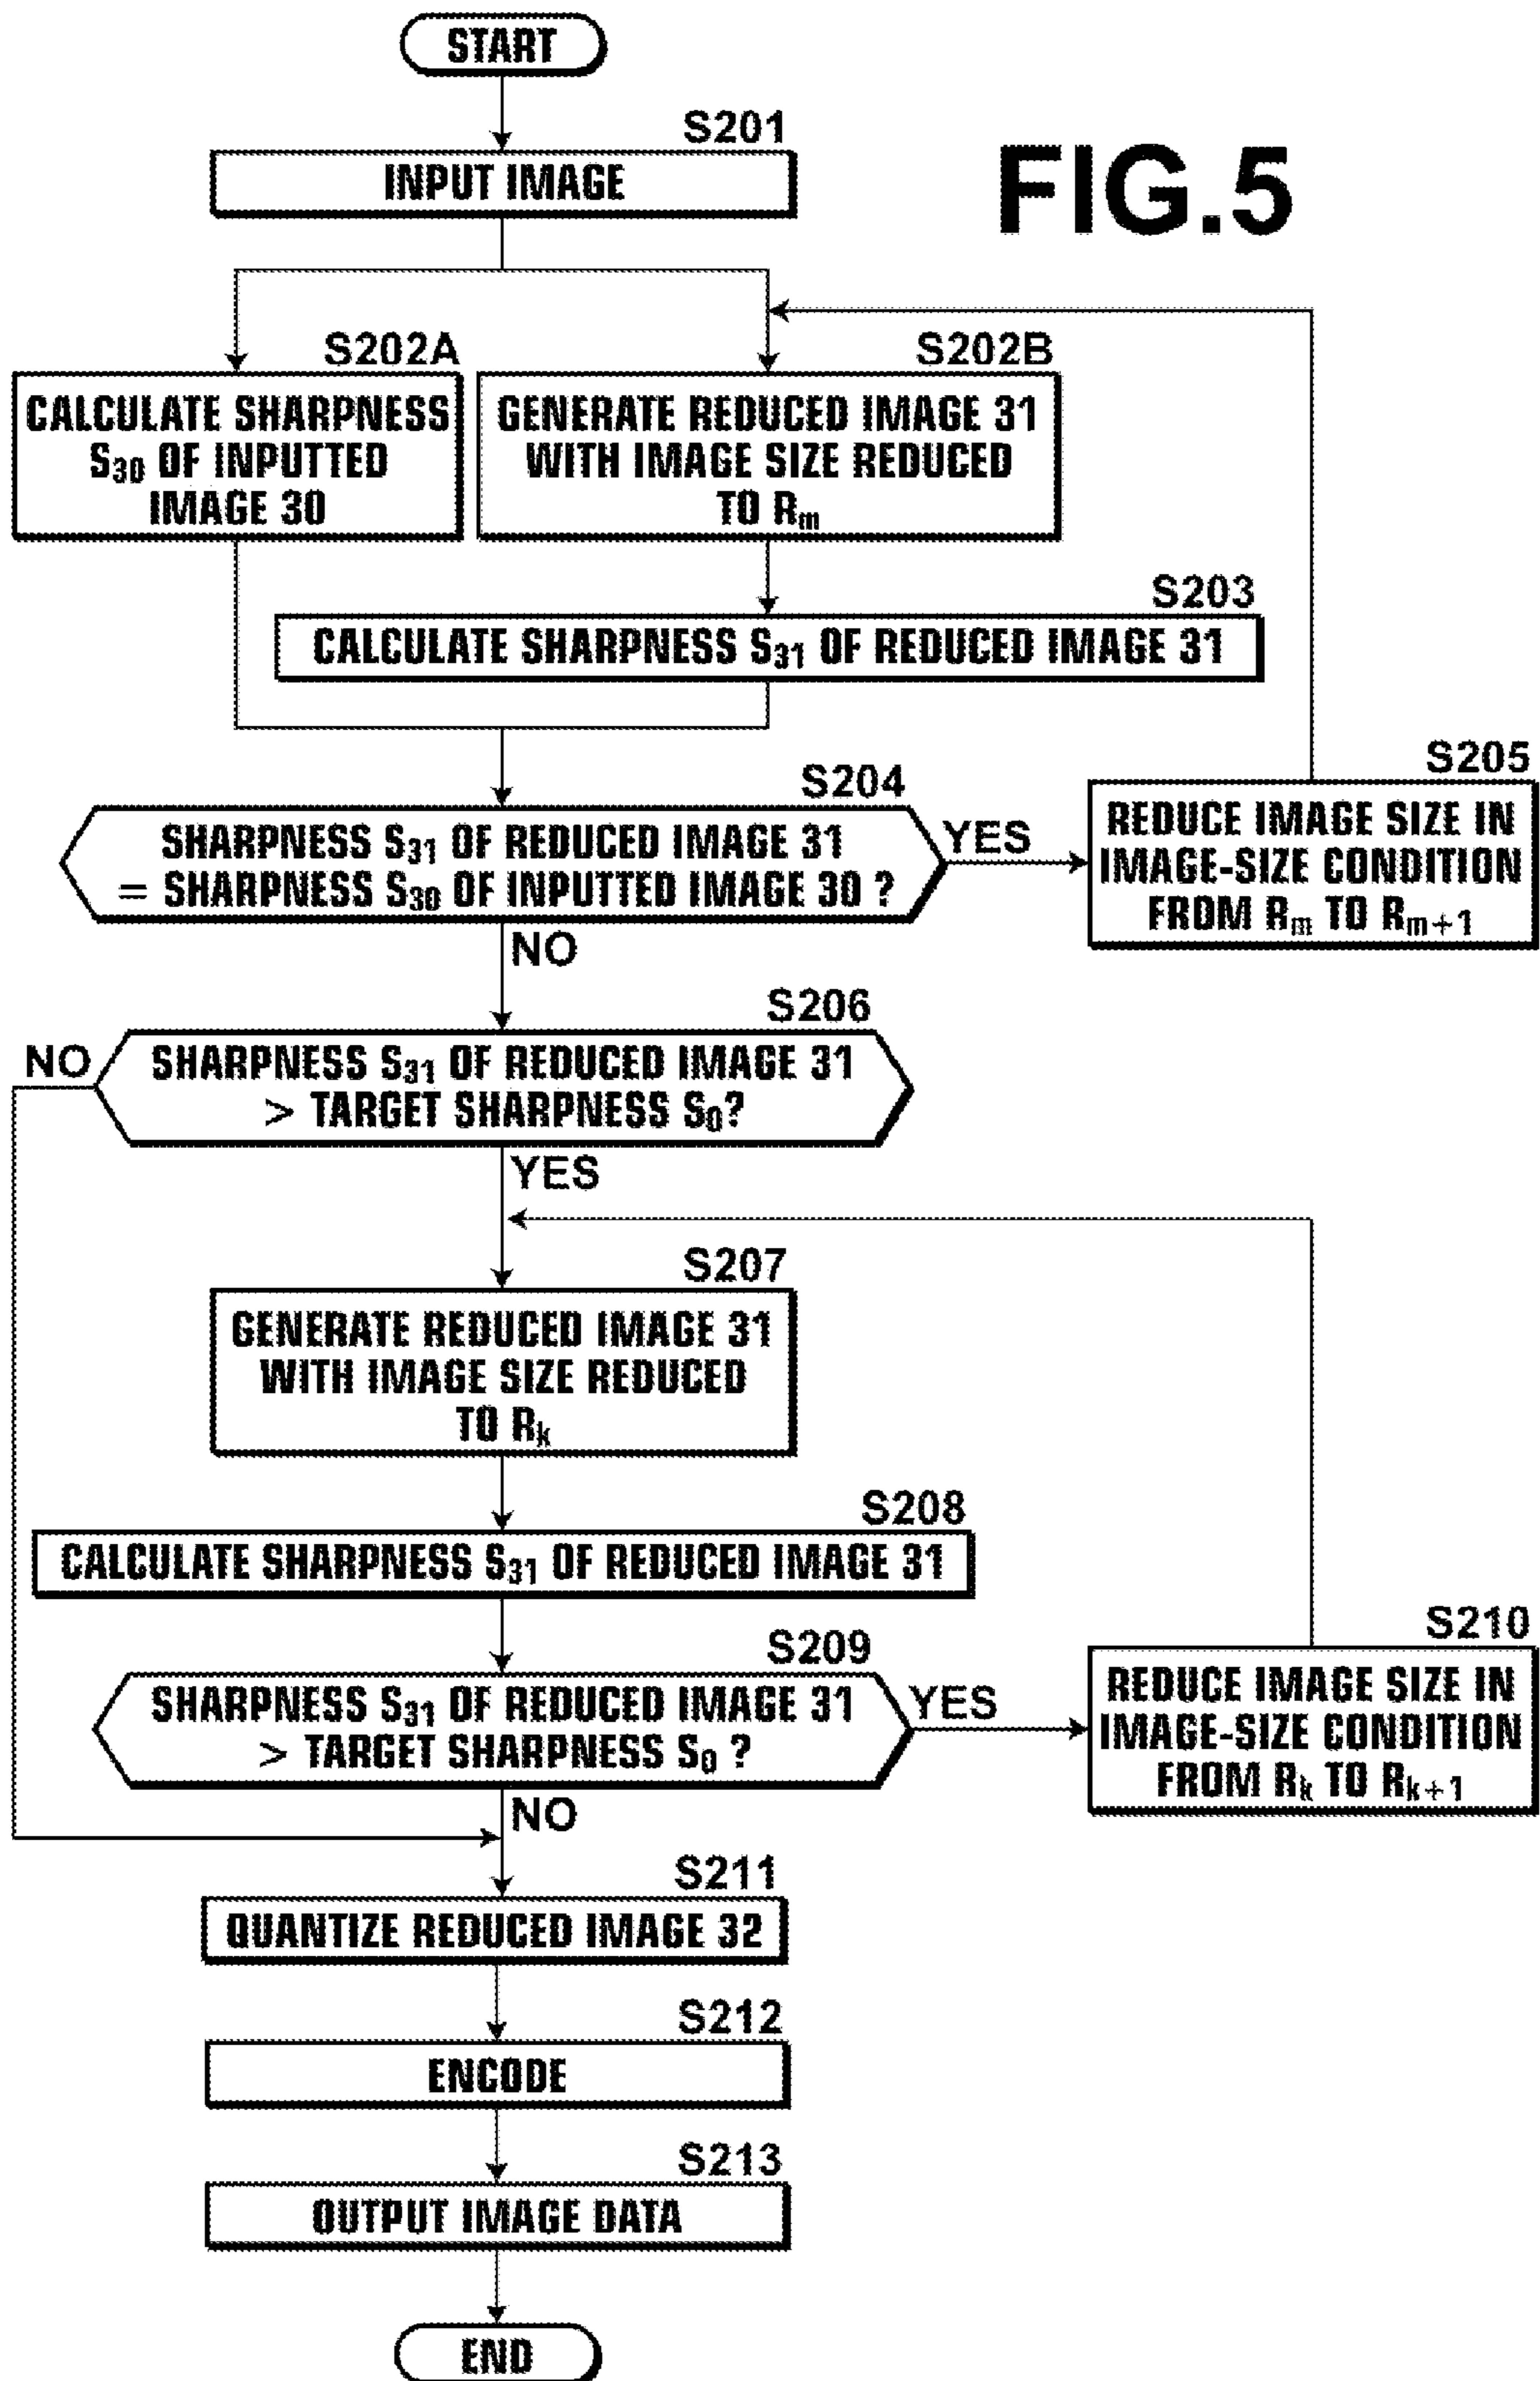 START
FIG.5
S201
INPUT IMAGE
S202A
CALCULATE SHARPNESS
S30 OF INPUTTED
IMAGE 30
S202B
GENERATE REDUCED IMAGE 31
WITH IMAGE SIZE REDUCED
TO Rm
S203
CALCULATE SHARPNESS S31 OF REDUCED IMAGE 31
S204
SHARPNESS S31 OF REDUCED IMAGE 31
= SHARPNESS S30 OF INPUTTED IMAGE 30 ?
YES
S205
REDUCE IMAGE SIZE IN
IMAGE-SIZE CONDITION
FROM Rm TO Rm+1
NO
S206
SHARPNESS S31 OF REDUCED IMAGE 31
> TARGET SHARPNESS S0?
NO
YES
S207
GENERATE REDUCED IMAGE 31
WITH IMAGE SIZE REDUCED
TO Rk
S208
CALCULATE SHARPNESS S31 OF REDUCED IMAGE 31
S209
SHARPNESS S31 OF REDUCED IMAGE 31
> TARGET SHARPNESS S0 ?
YES
S210
REDUCE IMAGE SIZE IN
IMAGE-SIZE CONDITION
FROM Rk TO Rk+1
NO
S211
QUANTIZE REDUCED IMAGE 32
S212
ENCODE
S213
OUTPUT IMAGE DATA
END